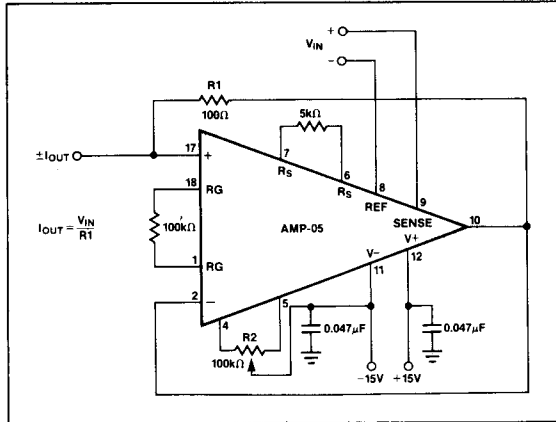 +
V_IN
−
R1
100Ω
5kΩ
±I_OUT
17
+
7
R_S
6
R_S
8
REF
9
SENSE
10
18
RG
100kΩ
I_OUT = V_IN / R1
AMP-05
1
RG
V−
11
V+
12
2
−
4
5
R2
100kΩ
0.047μF
0.047μF
−15V
+15V